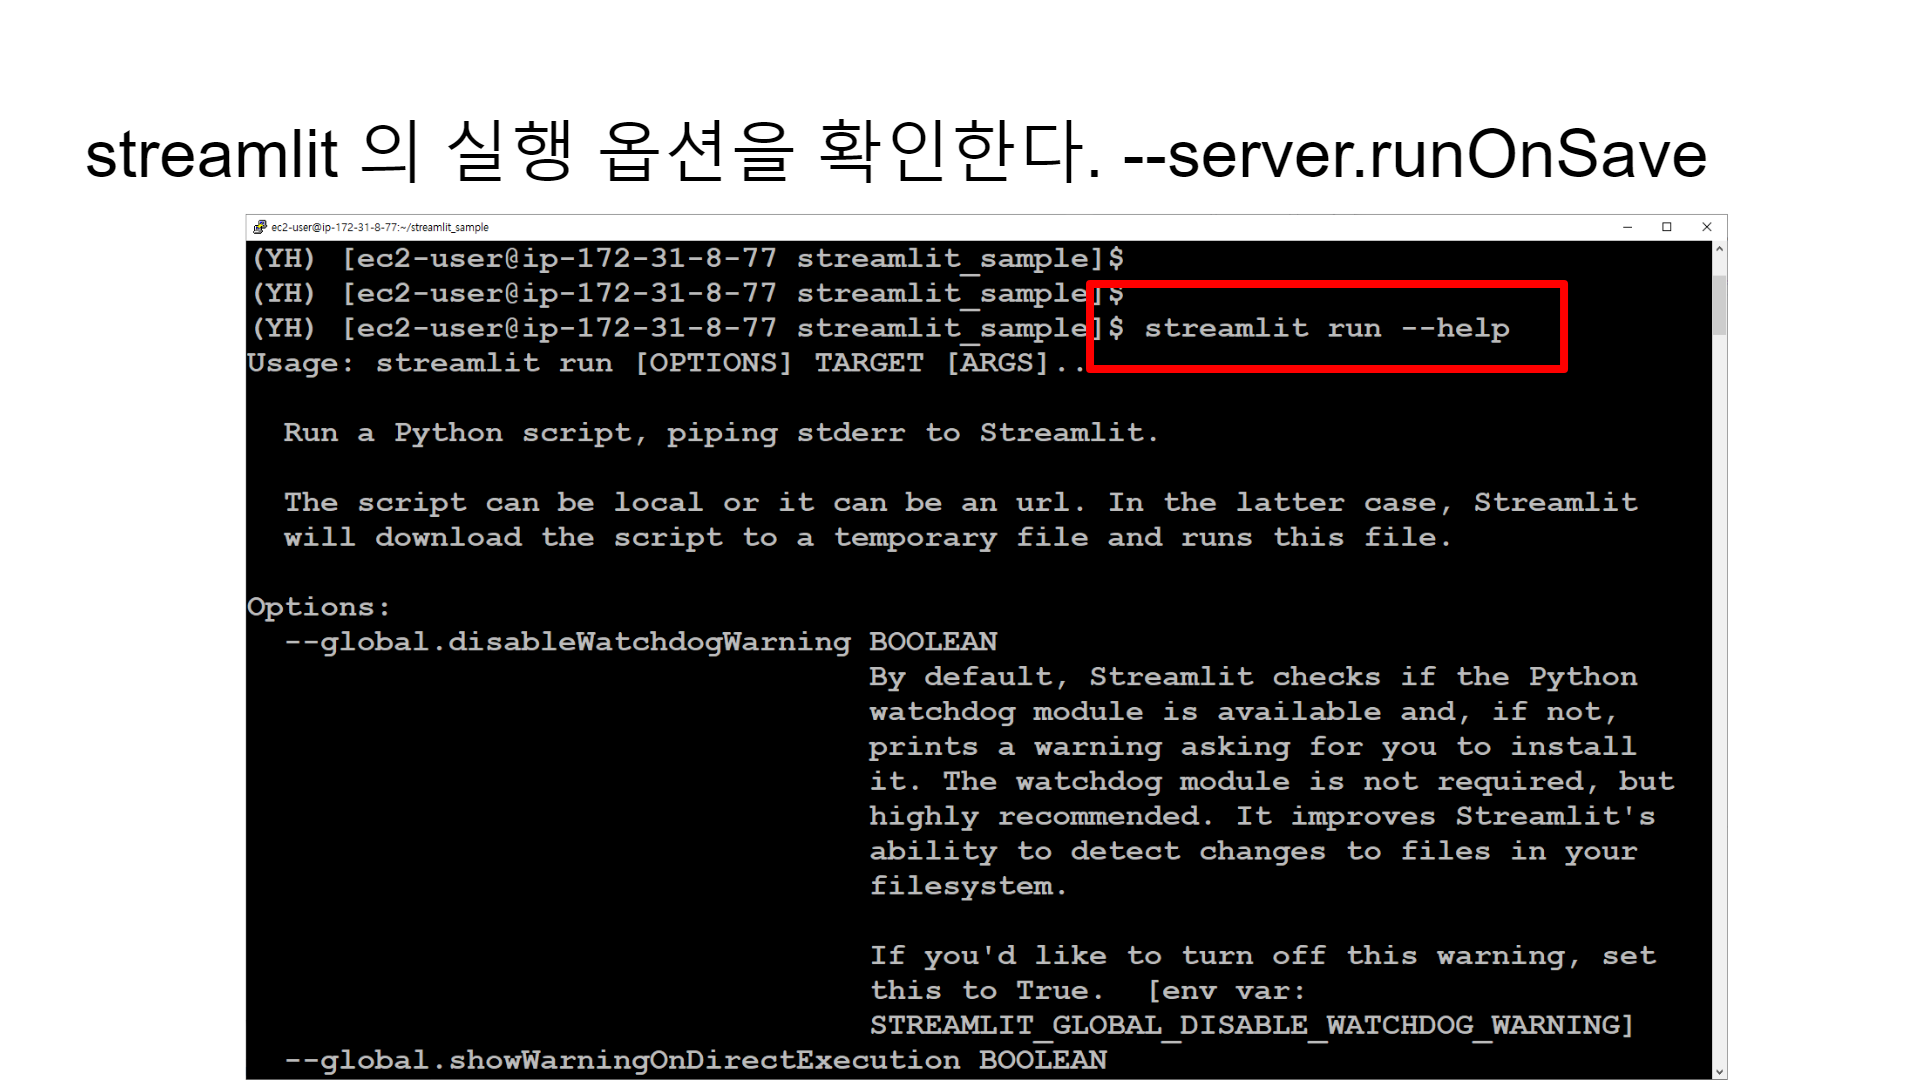 streamlit 의 실행 옵션을 확인한다. --server.runOnSave
ec2-user@ip-172-31-8-77:~/streamlit_sample
(YH) [ec2-user@ip-172-31-8-77 streamlit_sample]$
(YH) [ec2-user@ip-172-31-8-77 streamlit_sample]$
(YH) [ec2-user@ip-172-31-8-77 streamlit_sample]$ streamlit run --help
Usage: streamlit run [OPTIONS] TARGET [ARGS]..
Run a Python script, piping stderr to Streamlit.
The script can be local or it can be an url. In the latter case, Streamlit
will download the script to a temporary file and runs this file.
Options:
--global.disableWatchdogWarning BOOLEAN
By default, Streamlit checks if the Python
watchdog module is available and, if not,
prints a warning asking for you to install
it. The watchdog module is not required, but
highly recommended. It improves Streamlit's
ability to detect changes to files in your
filesystem.
If you'd like to turn off this warning, set
this to True.  [env var:
STREAMLIT_GLOBAL_DISABLE_WATCHDOG_WARNING]
--global.showWarningOnDirectExecution BOOLEAN